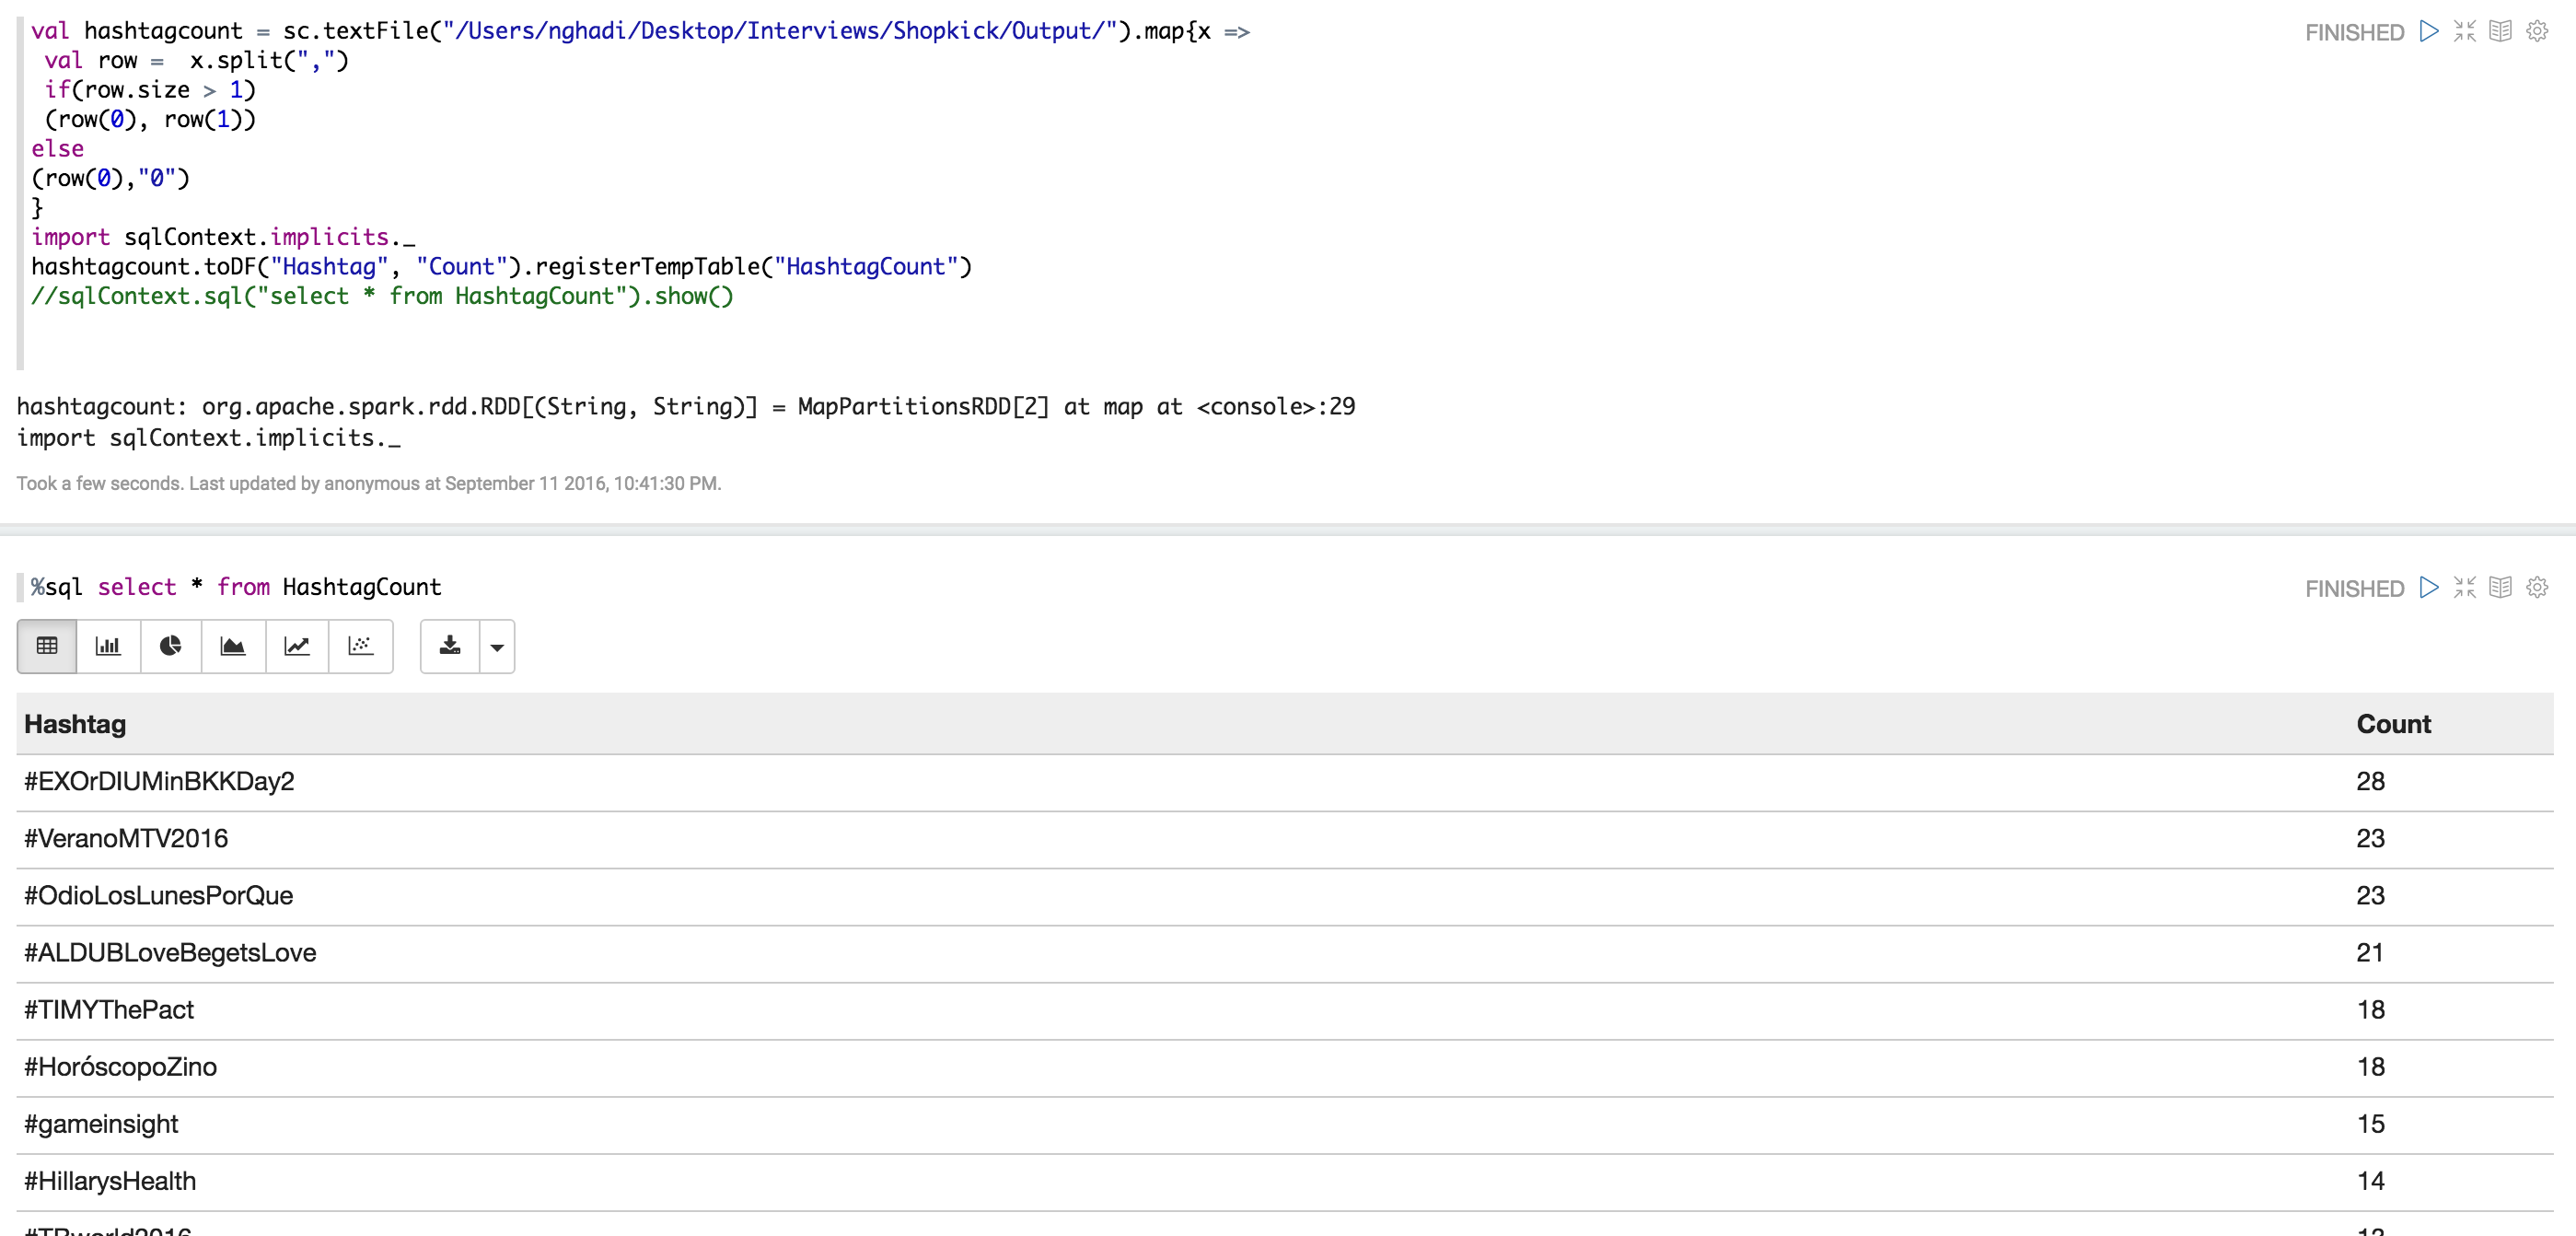 val hashtagcount = sc.textFile("/Users/nghadi/Desktop/Interviews/Shopkick/Output/").map{x =>
FINISHED
val row =  x.split(",")
if(row.size > 1)
(row(0), row(1))
else
(row(0),"0")
}
import sqlContext.implicits._
hashtagcount.toDF("Hashtag", "Count").registerTempTable("HashtagCount")
//sqlContext.sql("select * from HashtagCount").show()
hashtagcount: org.apache.spark.rdd.RDD[(String, String)] = MapPartitionsRDD[2] at map at <console>:29
import sqlContext.implicits._
Took a few seconds. Last updated by anonymous at September 11 2016, 10:41:30 PM.
%sql select * from HashtagCount
FINISHED
Hashtag Count
#EXOrDIUMinBKKDay2 28
#VeranoMTV2016 23
#OdioLosLunesPorQue 23
#ALDUBLoveBegetsLove 21
#TIMYThePact 18
#HoróscopoZino 18
#gameinsight 15
#HillarysHealth 14